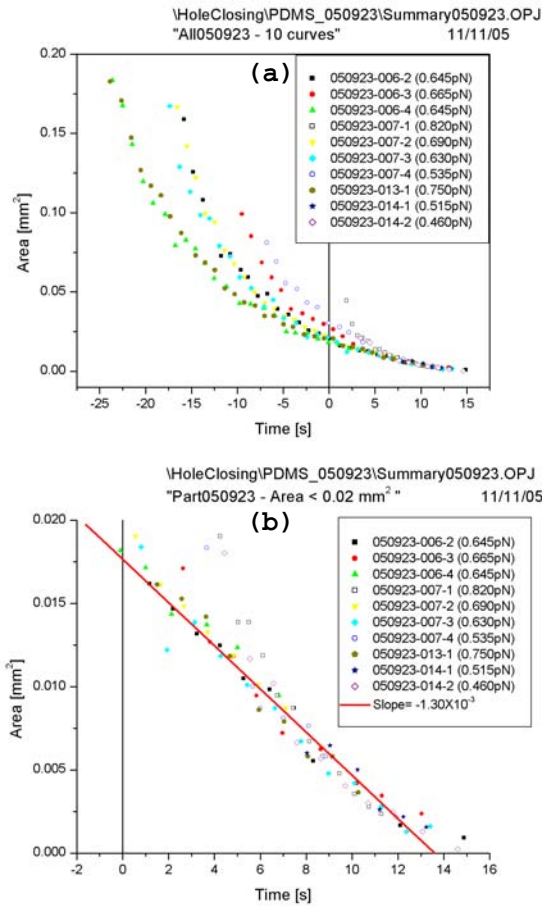 \HoleClosing\PDMS_050923\Summary050923.OPJ
"All050923 - 10 curves" 11/11/05
(a)
050923-006-2 (0.645pN)
050923-006-3 (0.665pN)
050923-006-4 (0.645pN)
050923-007-1 (0.820pN)
050923-007-2 (0.690pN)
050923-007-3 (0.630pN)
050923-007-4 (0.535pN)
050923-013-1 (0.750pN)
050923-014-1 (0.515pN)
050923-014-2 (0.460pN)
Area [mm²]
0.20
0.15
0.10
0.05
0.00
-25 -20 -15 -10 -5 0 5 10 15
Time [s]
\HoleClosing\PDMS_050923\Summary050923.OPJ
"Part050923 - Area < 0.02 mm² " 11/11/05
(b)
050923-006-2 (0.645pN)
050923-006-3 (0.665pN)
050923-006-4 (0.645pN)
050923-007-1 (0.820pN)
050923-007-2 (0.690pN)
050923-007-3 (0.630pN)
050923-007-4 (0.535pN)
050923-013-1 (0.750pN)
050923-014-1 (0.515pN)
050923-014-2 (0.460pN)
Slope= -1.30X10⁻³
Area [mm²]
0.020
0.015
0.010
0.005
0.000
-2 0 2 4 6 8 10 12 14 16
Time [s]